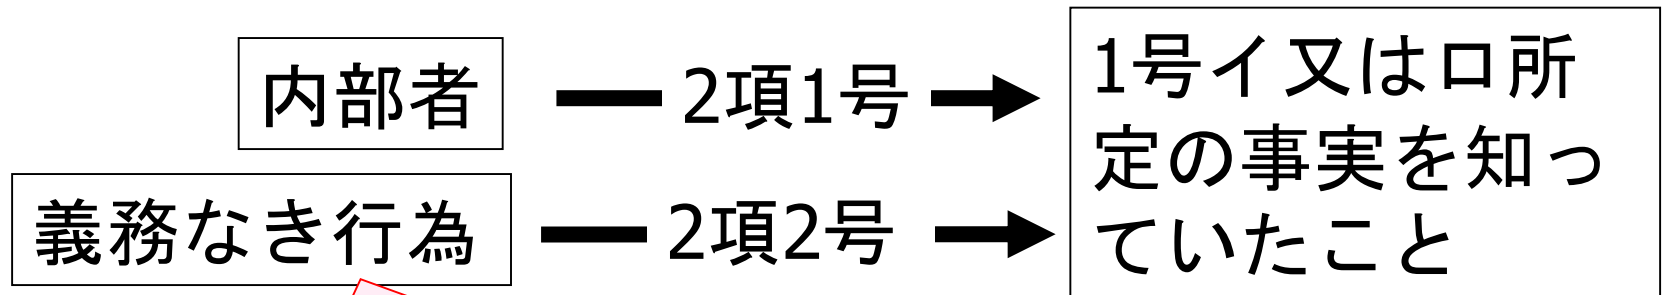 内部者
2項1号
1号イ又はロ所
定の事実を知っ
ていたこと
義務なき行為
2項2号